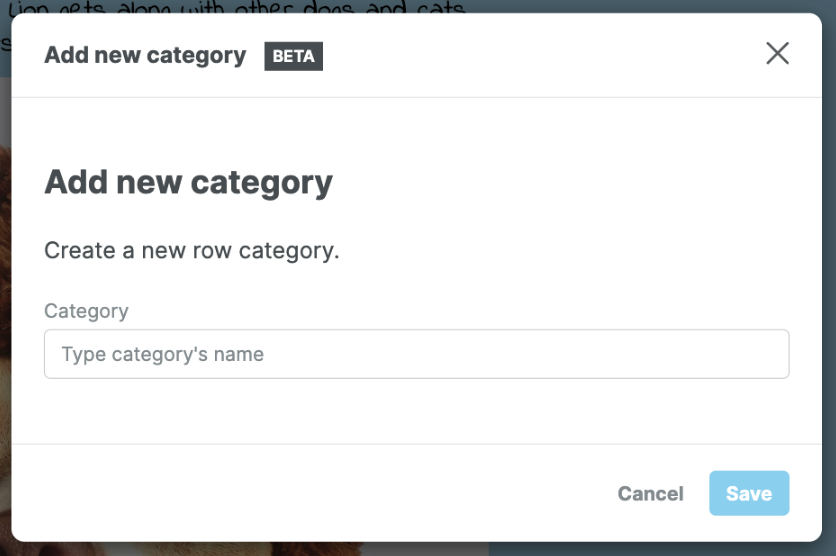 Lion gets along with other dogs and cats
Add new category BETA
Add new category
Create a new row category.
Category
Type category's name
Cancel Save